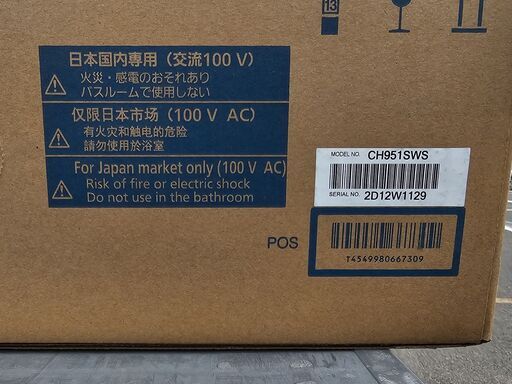 13
日本国内専用（交流100 V）
火災・感電のおそれあり
バスルームで使用しない
仅限日本市场（100 V AC）
有火灾和触电的危险
請勿使用於浴室
For Japan market only (100 V AC)
Risk of fire or electric shock
Do not use in the bathroom
MODEL NO. CH951SWS
SERIAL NO. 2D12W1129
POS
T4549980667309